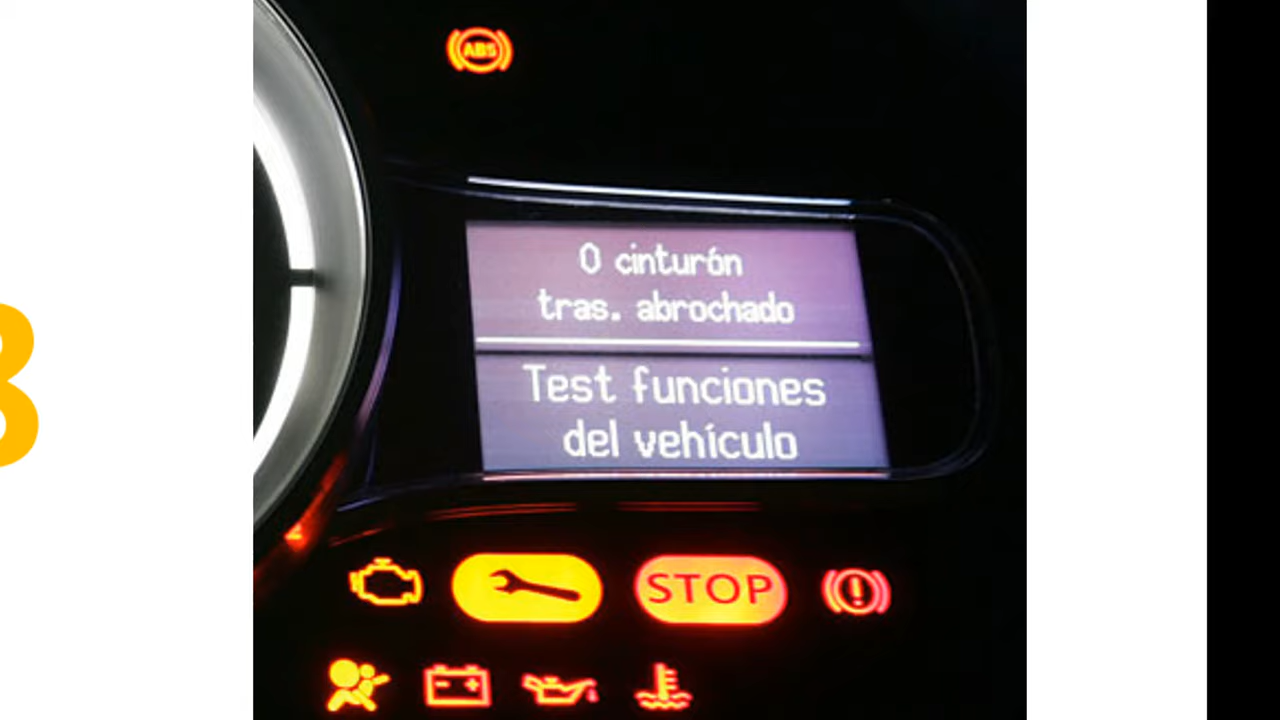 ABS
0 cinturón
tras. abrochado
Test funciones
del vehículo
STOP